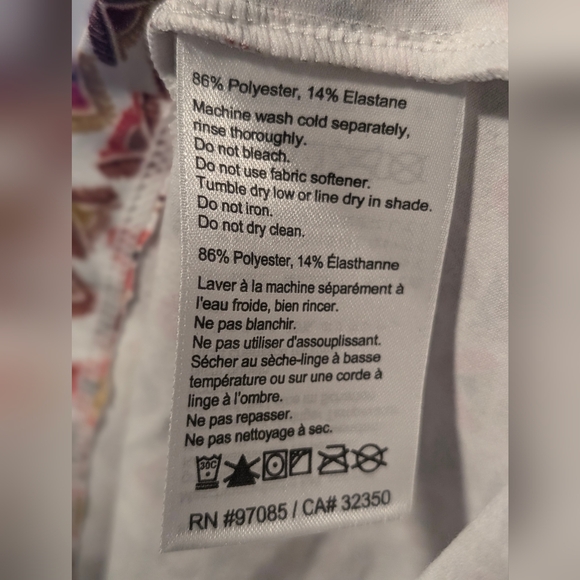 86% Polyester, 14% Elastane
Machine wash cold separately,
rinse thoroughly.
Do not bleach.
Do not use fabric softener.
Tumble dry low or line dry in shade.
Do not iron.
Do not dry clean.
86% Polyester, 14% Élasthanne
Laver à la machine séparément à
l'eau froide, bien rincer.
Ne pas blanchir.
Ne pas utiliser d'assouplissant.
Sécher au sèche-linge à basse
température ou sur une corde à
linge à l'ombre.
Ne pas repasser.
Ne pas nettoyage à sec.
30C
RN #97085 / CA# 32350